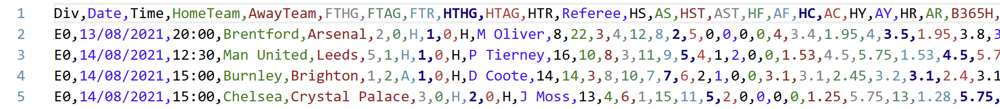 1 Div,Date,Time,HomeTeam,AwayTeam,FTHG,FTAG,FTR,HTHG,HTAG,HTR,Referee,HS,AS,HST,AST,HF,AF,HC,AC,HY,AY,HR,AR,B365H,
2 E0,13/08/2021,20:00,Brentford,Arsenal,2,0,H,1,0,H,M Oliver,8,22,3,4,12,8,2,5,0,0,0,0,4,3.4,1.95,4,3.5,1.95,3.8,3
3 E0,14/08/2021,12:30,Man United,Leeds,5,1,H,1,0,H,P Tierney,16,10,8,3,11,9,5,4,1,2,0,0,1.53,4.5,5.75,1.53,4.5,5.7
4 E0,14/08/2021,15:00,Burnley,Brighton,1,2,A,1,0,H,D Coote,14,14,3,8,10,7,7,6,2,1,0,0,3.1,3.1,2.45,3.2,3.1,2.4,3.1
5 E0,14/08/2021,15:00,Chelsea,Crystal Palace,3,0,H,2,0,H,J Moss,13,4,6,1,15,11,5,2,0,0,0,0,1.25,5.75,13,1.28,5.75,